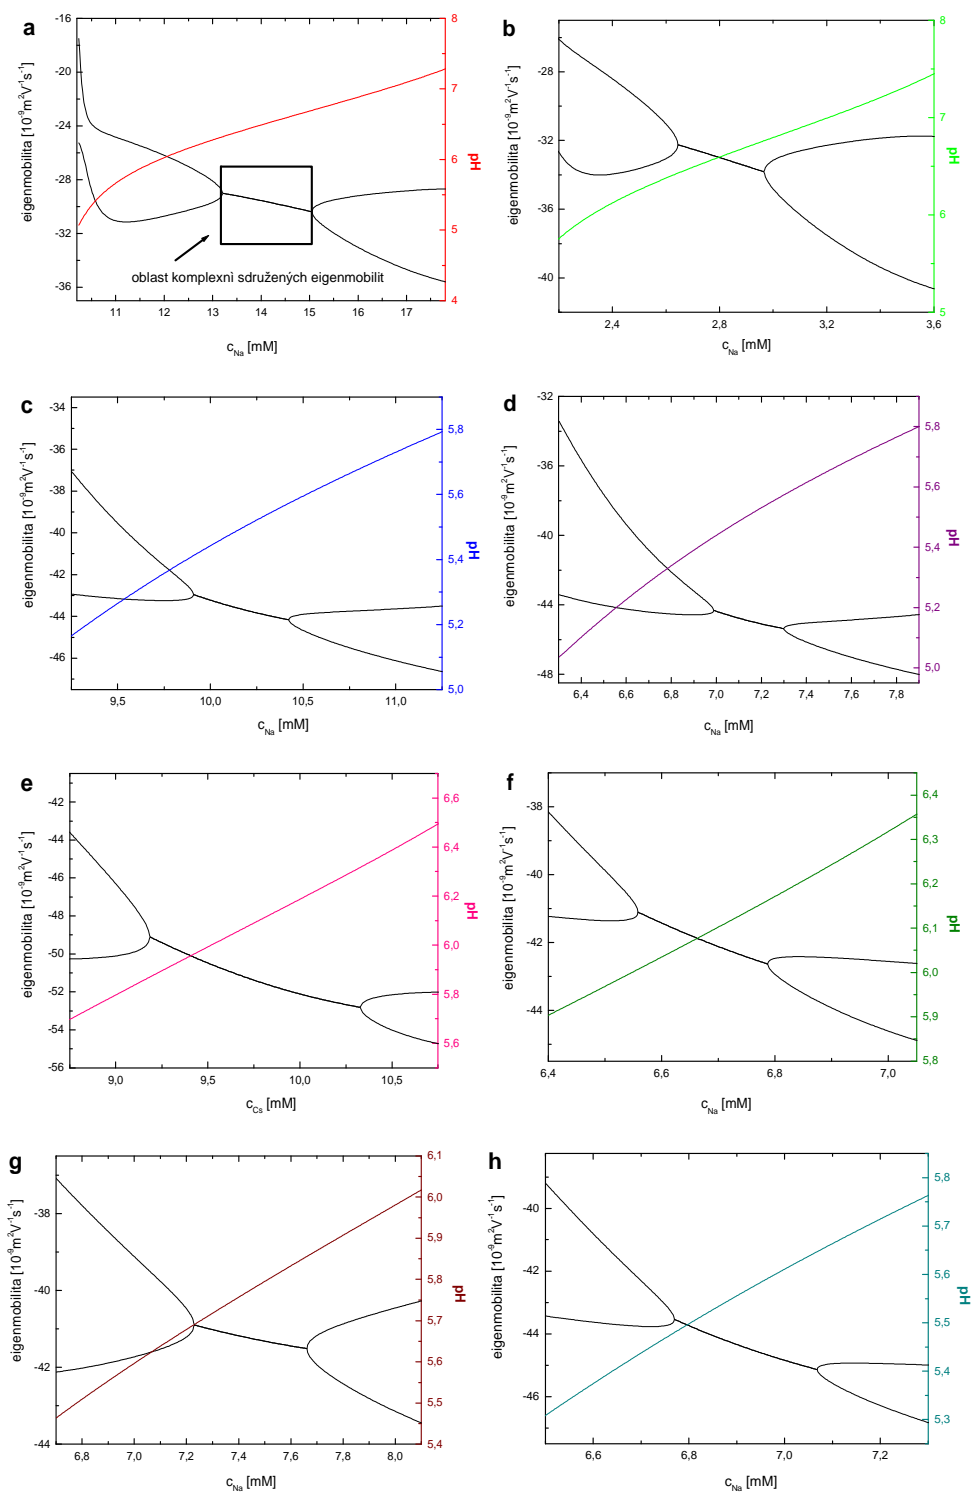 a
-16
-20
-24
-28
-32
-36
eigenmobilita [10⁻⁹m²V⁻¹s⁻¹]
8
7
6
5
4
pH
oblast komplexnì sdružených eigenmobilit
11 12 13 14 15 16 17
c_Na [mM]
b
-28
-32
-36
-40
eigenmobilita [10⁻⁹m²V⁻¹s⁻¹]
8
7
6
5
pH
2,4 2,8 3,2 3,6
c_Na [mM]
c
-34
-36
-38
-40
-42
-44
-46
eigenmobilita [10⁻⁹m²V⁻¹s⁻¹]
5,8
5,6
5,4
5,2
5,0
pH
9,5 10,0 10,5 11,0
c_Na [mM]
d
-32
-36
-40
-44
-48
eigenmobilita [10⁻⁹m²V⁻¹s⁻¹]
5,8
5,6
5,4
5,2
5,0
pH
6,4 6,6 6,8 7,0 7,2 7,4 7,6 7,8
c_Na [mM]
e
-42
-44
-46
-48
-50
-52
-54
-56
eigenmobilita [10⁻⁹m²V⁻¹s⁻¹]
6,6
6,4
6,2
6,0
5,8
5,6
pH
9,0 9,5 10,0 10,5
c_Cs [mM]
f
-38
-40
-42
-44
eigenmobilita [10⁻⁹m²V⁻¹s⁻¹]
6,4
6,3
6,2
6,1
6,0
5,9
5,8
pH
6,4 6,6 6,8 7,0
c_Na [mM]
g
-38
-40
-42
-44
eigenmobilita [10⁻⁹m²V⁻¹s⁻¹]
6,1
6,0
5,9
5,8
5,7
5,6
5,5
5,4
pH
6,8 7,0 7,2 7,4 7,6 7,8 8,0
c_Na [mM]
h
-40
-42
-44
-46
eigenmobilita [10⁻⁹m²V⁻¹s⁻¹]
5,8
5,7
5,6
5,5
5,4
5,3
pH
6,6 6,8 7,0 7,2
c_Na [mM]